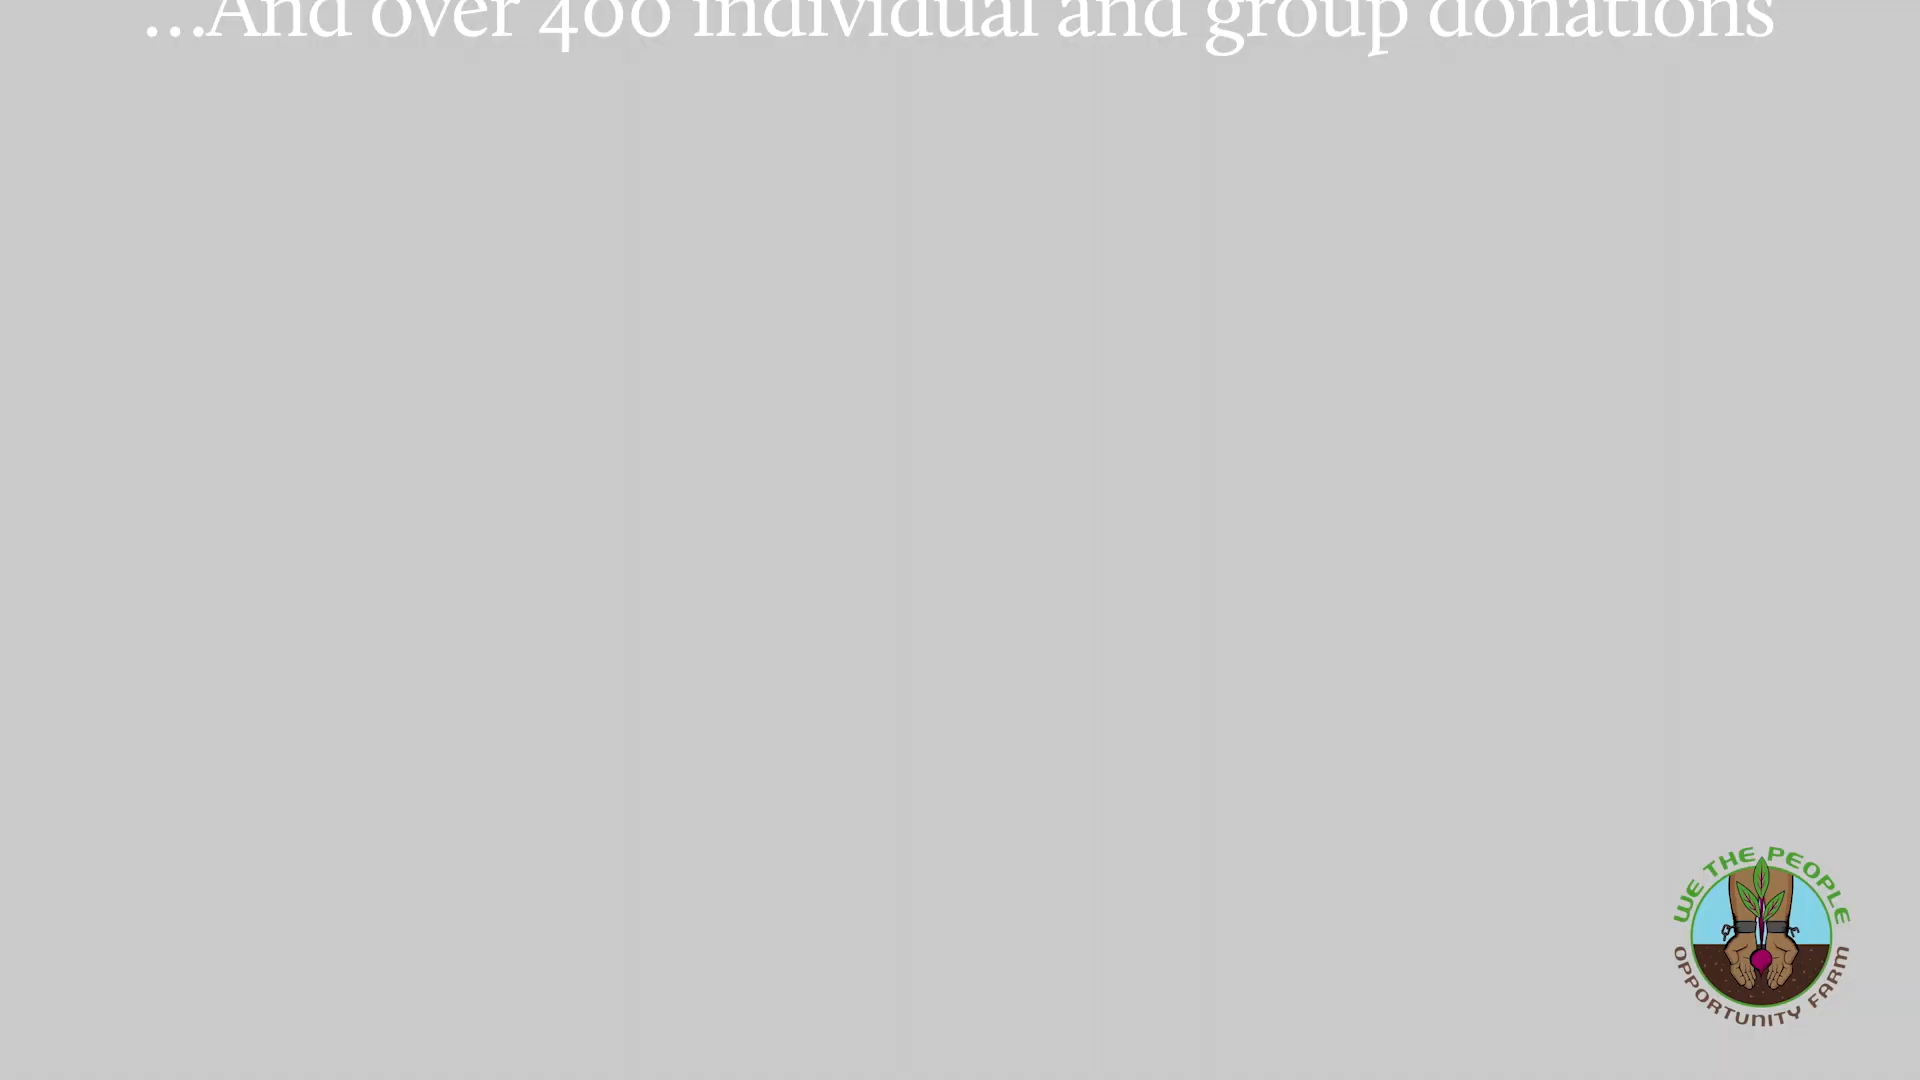 ...And over 400 individual and group donations
WE THE PEOPLE
OPPORTUNITY FARM